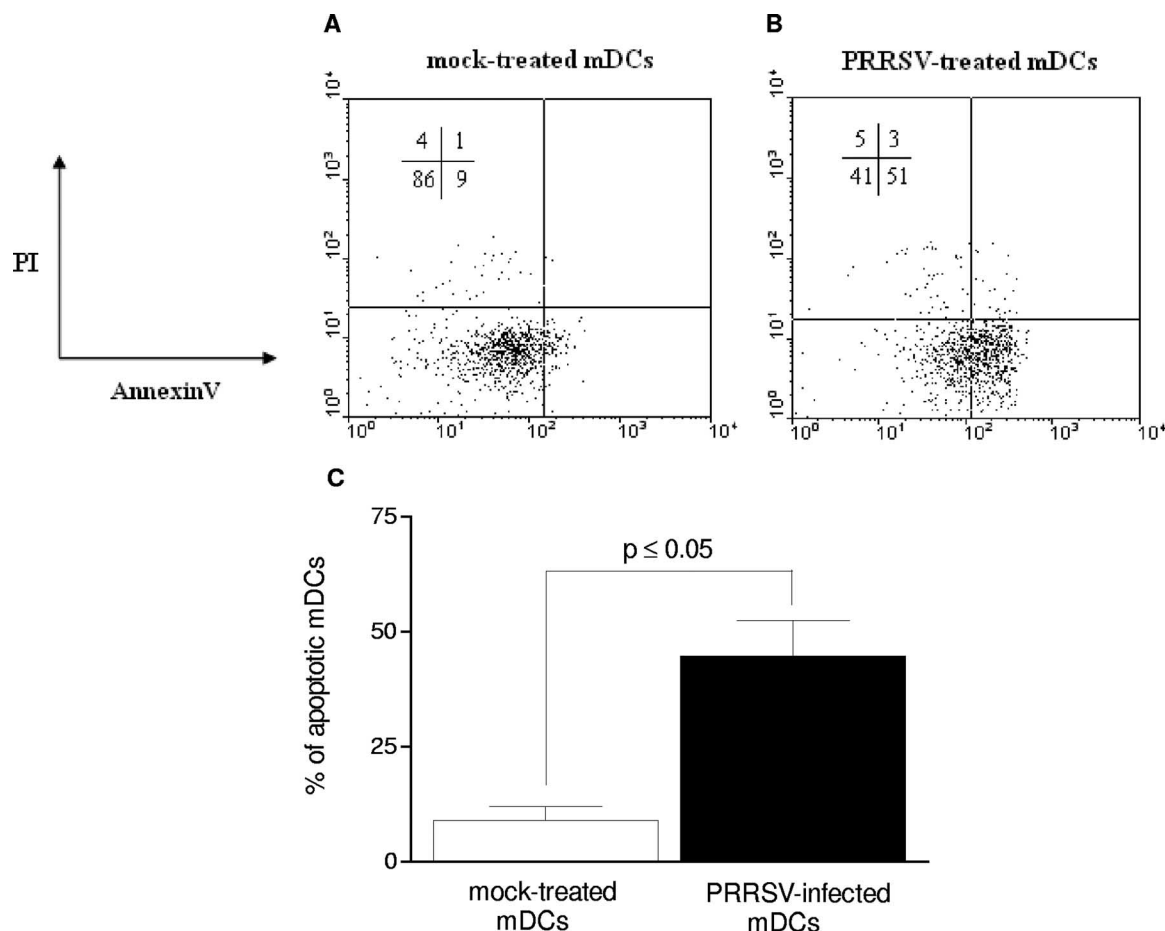 A
mock-treated mDCs
B
PRRSV-treated mDCs
PI
AnnexinV
10⁴
10³
10²
10¹
10⁰
4 1
86 9
10⁰ 10¹ 10² 10³ 10⁴
10⁴
10³
10²
10¹
10⁰
5 3
41 51
10⁰ 10¹ 10² 10³ 10⁴
C
% of apoptotic mDCs
75
50
25
0
p ≤ 0.05
mock-treated
mDCs
PRRSV-infected
mDCs